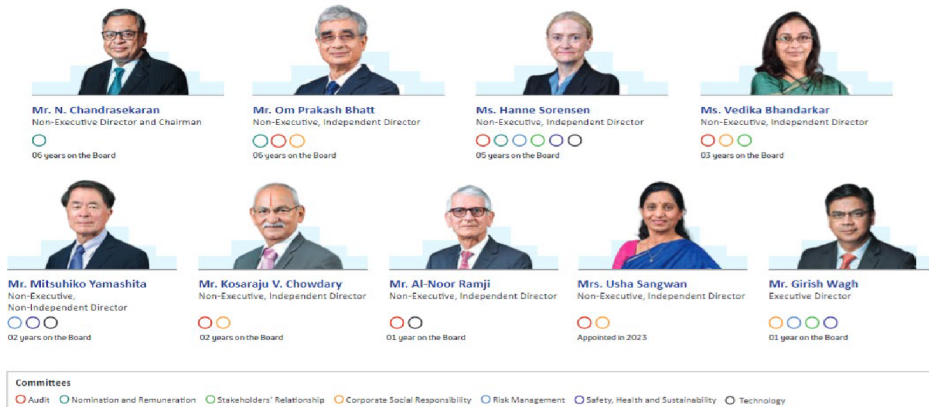 Mr. N. Chandrasekaran
Non-Executive Director and Chairman
06 years on the Board
Mr. Om Prakash Bhatt
Non-Executive, Independent Director
06 years on the Board
Ms. Hanne Sorensen
Non-Executive, Independent Director
05 years on the Board
Ms. Vedika Bhandarkar
Non-Executive, Independent Director
03 years on the Board
Mr. Mitsuhiko Yamashita
Non-Executive,
Non-Independent Director
02 years on the Board
Mr. Kosaraju V. Chowdary
Non-Executive, Independent Director
02 years on the Board
Mr. Al-Noor Ramji
Non-Executive, Independent Director
01 year on the Board
Mrs. Usha Sangwan
Non-Executive, Independent Director
Appointed in 2023
Mr. Girish Wagh
Executive Director
01 year on the Board
Committees
Audit Nomination and Remuneration Stakeholders' Relationship Corporate Social Responsibility Risk Management Safety, Health and Sustainability Technology